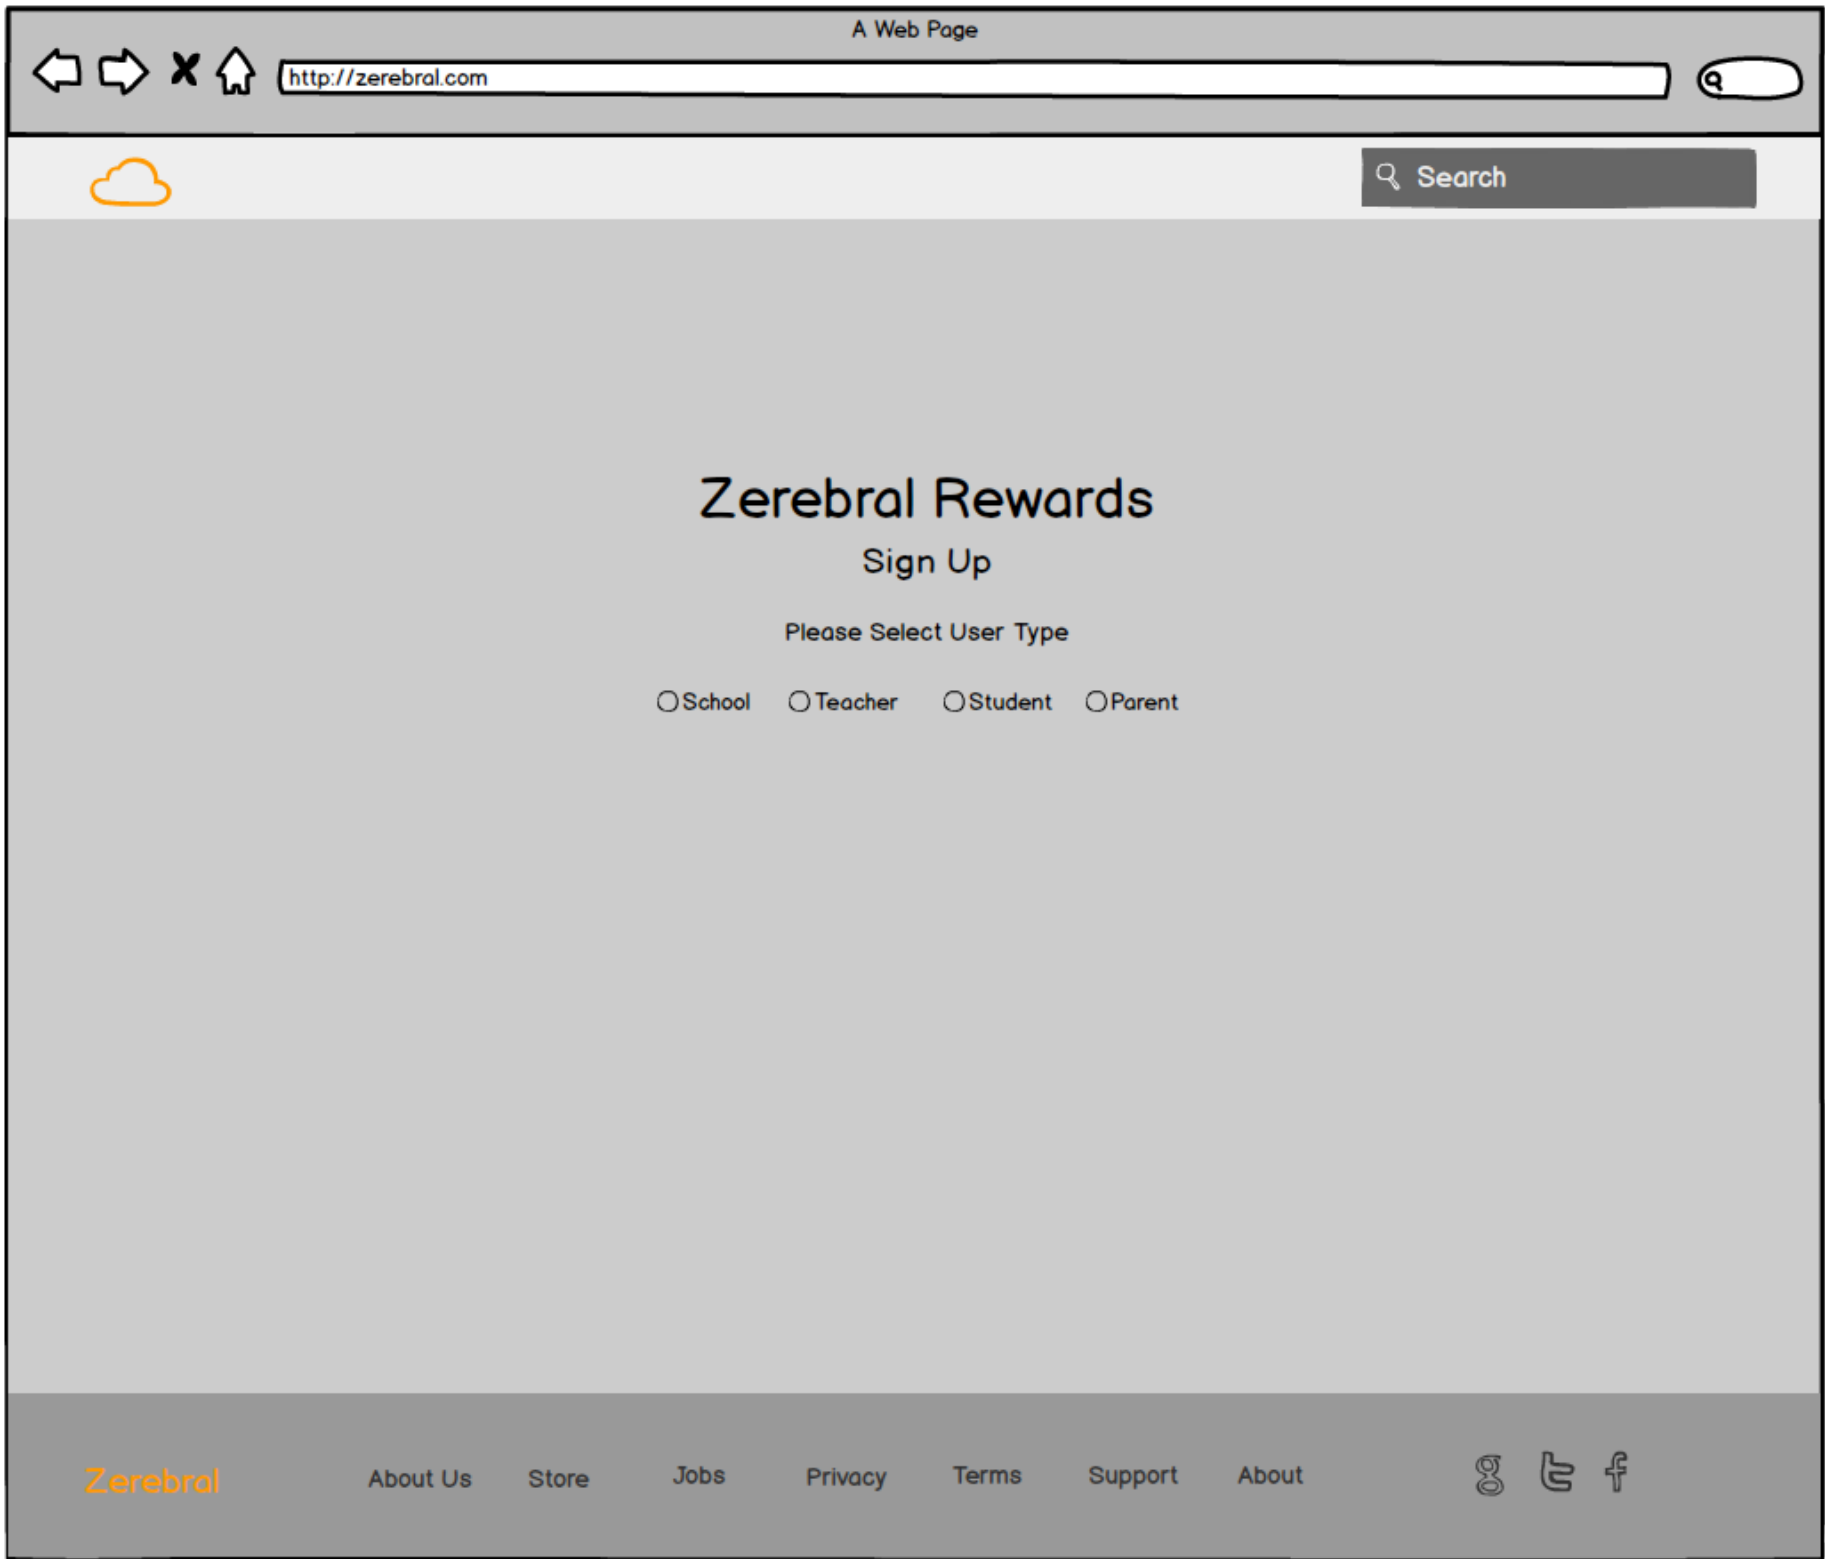 A Web Page
http://zerebral.com
Search
Zerebral Rewards
Sign Up
Please Select User Type
School Teacher Student Parent
Zerebral About Us Store Jobs Privacy Terms Support About